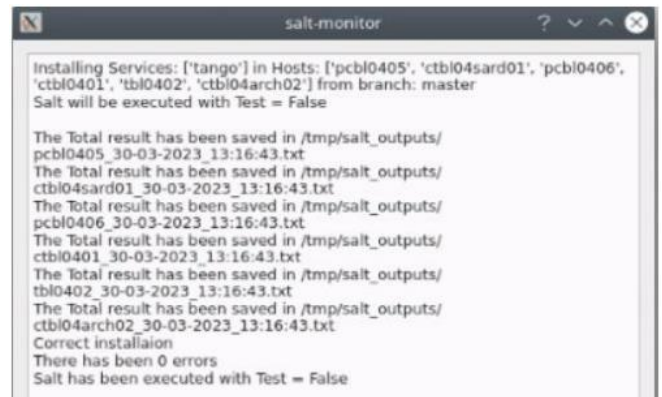 salt-monitor
Installing Services: ['tango'] in Hosts: ['pcbl0405', 'ctbl04sard01', 'pcbl0406',
'ctbl0401', 'tbl0402', 'ctbl04arch02'] from branch: master
Salt will be executed with Test = False
The Total result has been saved in /tmp/salt_outputs/
pcbl0405_30-03-2023_13:16:43.txt
The Total result has been saved in /tmp/salt_outputs/
ctbl04sard01_30-03-2023_13:16:43.txt
The Total result has been saved in /tmp/salt_outputs/
pcbl0406_30-03-2023_13:16:43.txt
The Total result has been saved in /tmp/salt_outputs/
ctbl0401_30-03-2023_13:16:43.txt
The Total result has been saved in /tmp/salt_outputs/
tbl0402_30-03-2023_13:16:43.txt
The Total result has been saved in /tmp/salt_outputs/
ctbl04arch02_30-03-2023_13:16:43.txt
Correct installaion
There has been 0 errors
Salt has been executed with Test = False